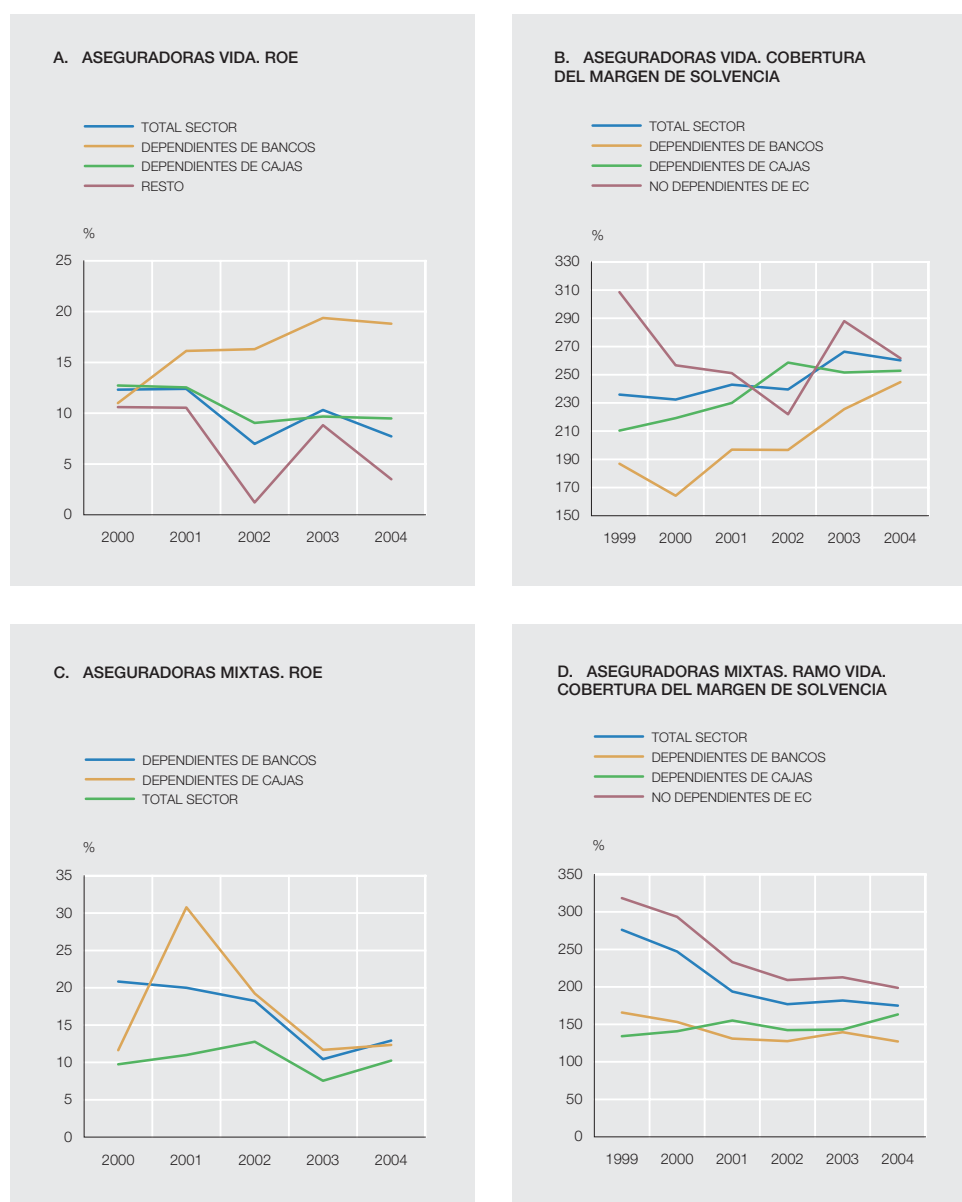 A. ASEGURADORAS VIDA. ROE
TOTAL SECTOR
DEPENDIENTES DE BANCOS
DEPENDIENTES DE CAJAS
RESTO
%
25
20
15
10
5
0
2000 2001 2002 2003 2004
B. ASEGURADORAS VIDA. COBERTURA
DEL MARGEN DE SOLVENCIA
TOTAL SECTOR
DEPENDIENTES DE BANCOS
DEPENDIENTES DE CAJAS
NO DEPENDIENTES DE EC
%
330
310
290
270
250
230
210
190
170
150
1999 2000 2001 2002 2003 2004
C. ASEGURADORAS MIXTAS. ROE
DEPENDIENTES DE BANCOS
DEPENDIENTES DE CAJAS
TOTAL SECTOR
%
35
30
25
20
15
10
5
0
2000 2001 2002 2003 2004
D. ASEGURADORAS MIXTAS. RAMO VIDA.
COBERTURA DEL MARGEN DE SOLVENCIA
TOTAL SECTOR
DEPENDIENTES DE BANCOS
DEPENDIENTES DE CAJAS
NO DEPENDIENTES DE EC
%
350
300
250
200
150
100
50
0
1999 2000 2001 2002 2003 2004